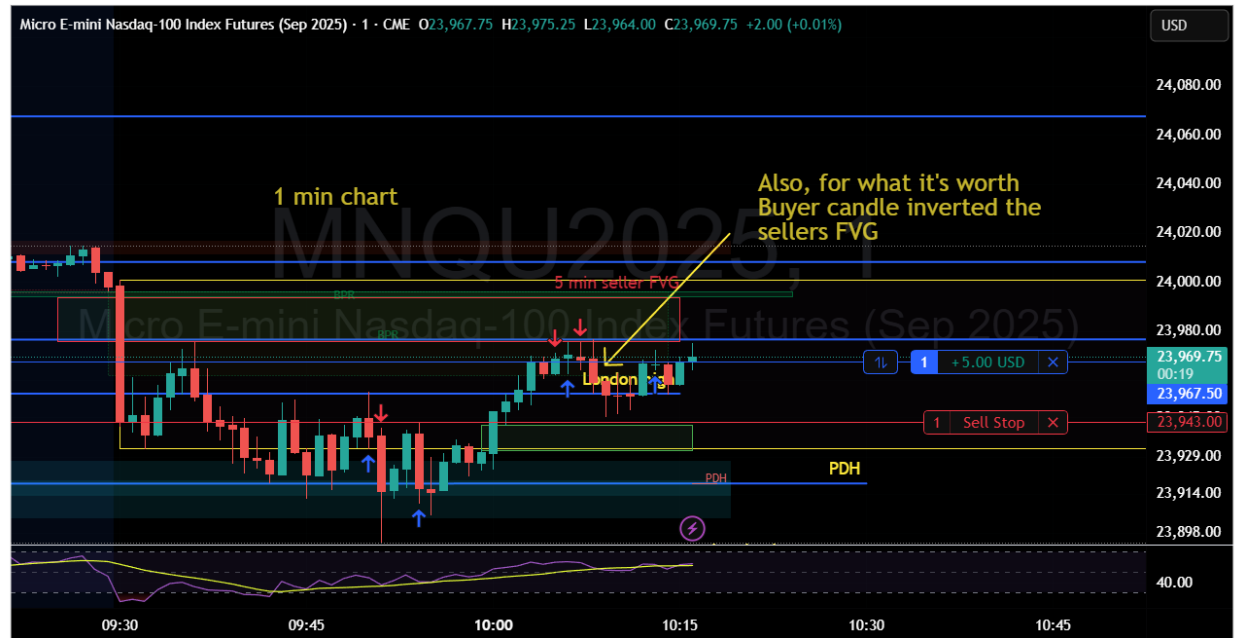 Micro E-mini Nasdaq-100 Index Futures (Sep 2025) · 1 · CME O23,967.75 H23,975.25 L23,964.00 C23,969.75 +2.00 (+0.01%)
USD
24,080.00
24,060.00
1 min chart
Also, for what it's worth
Buyer candle inverted the
sellers FVG
24,040.00
MNQU2025, 1
24,020.00
5 min seller FVG
24,000.00
BPR
Micro E-mini Nasdaq-100 Index Futures (Sep 2025)
BPR
23,980.00
1 +5.00 USD ×
23,969.75
00:19
London
23,967.50
1 Sell Stop ×
23,943.00
23,929.00
PDH
PDH
23,914.00
23,898.00
40.00
09:30 09:45 10:00 10:15 10:30 10:45